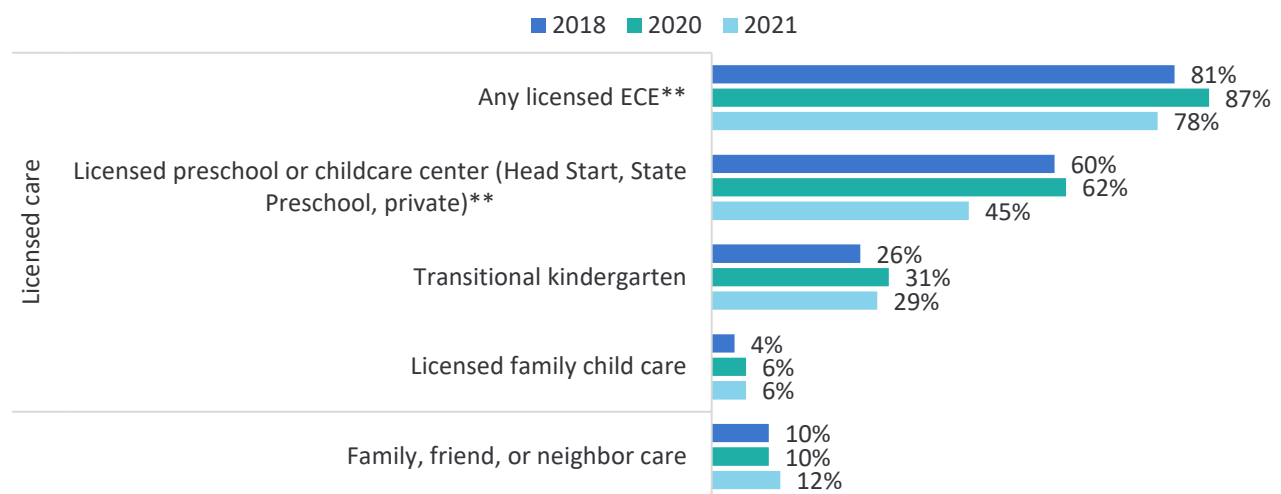 2018 2020 2021
Licensed care
Any licensed ECE**
81%
87%
78%
Licensed preschool or childcare center (Head Start, State
Preschool, private)**
60%
62%
45%
Transitional kindergarten
26%
31%
29%
Licensed family child care
4%
6%
6%
Family, friend, or neighbor care
10%
10%
12%